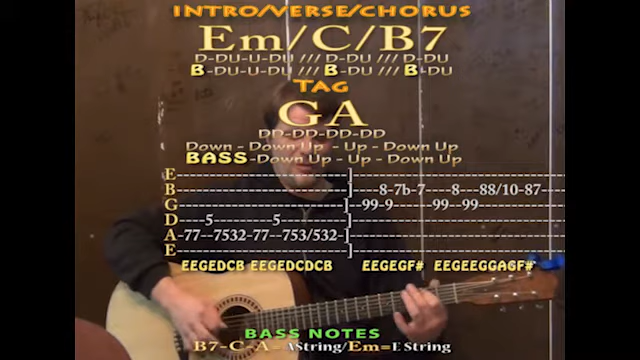 INTRO/VERSE/CHORUS
Em/C/B7
D-DU-U-DU /// D-DU /// D-DU
B-DU-U-DU /// B-DU /// B-DU
TAG
GA
DD-DD-DD-DD
Down - Down Up - Up - Down Up
BASS-Down Up - Up - Down Up
E------------------------]------------------------------
B------------------------]----8-7b-7----8---88/10-87-----
G------------------------]--99-9------99--99------------
D----5--------5----------]------------------------------
A-77--7532-77--753/532-]------------------------------
E------------------------]------------------------------
EEGEDCB EEGEDCDCB EEGEGF# EEGEEGGAGF#
BASS NOTES
B7-C-A= AString/Em=E String